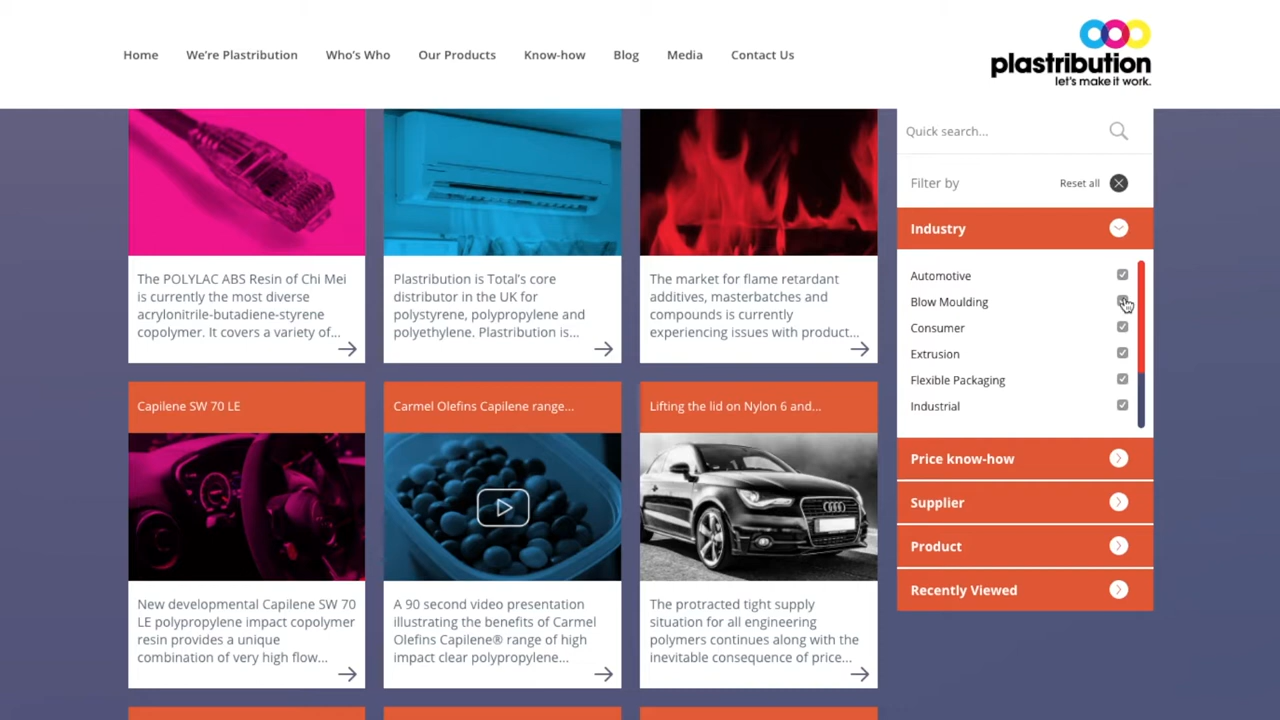 Home We're Plastribution Who's Who Our Products Know-how Blog Media Contact Us
plastribution
let's make it work.
The POLYLAC ABS Resin of Chi Mei
is currently the most diverse
acrylonitrile-butadiene-styrene
copolymer. It covers a variety of...
Plastribution is Total's core
distributor in the UK for
polystyrene, polypropylene and
polyethylene. Plastribution is...
The market for flame retardant
additives, masterbatches and
compounds is currently
experiencing issues with product...
Capilene SW 70 LE
New developmental Capilene SW 70
LE polypropylene impact copolymer
resin provides a unique
combination of very high flow...
Carmel Olefins Capilene range...
A 90 second video presentation
illustrating the benefits of Carmel
Olefins Capilene® range of high
impact clear polypropylene...
Lifting the lid on Nylon 6 and...
The protracted tight supply
situation for all engineering
polymers continues along with the
inevitable consequence of price...
Quick search...
Filter by Reset all
Industry
Automotive
Blow Moulding
Consumer
Extrusion
Flexible Packaging
Industrial
Price know-how
Supplier
Product
Recently Viewed